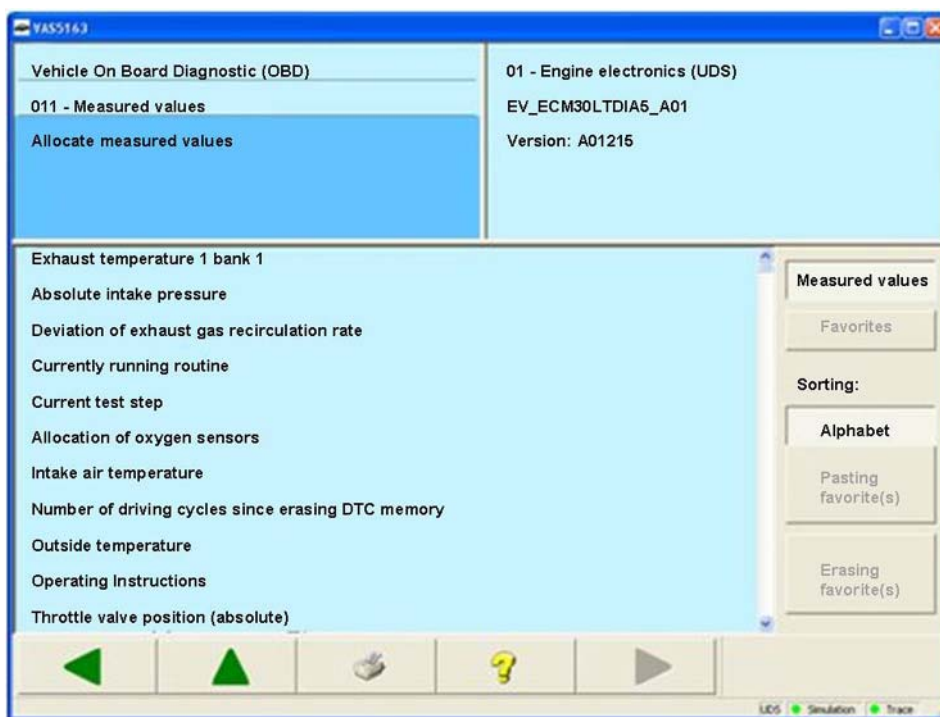 VAS5163
Vehicle On Board Diagnostic (OBD)
011 - Measured values
Allocate measured values
01 - Engine electronics (UDS)
EV_ECM30LTDIA5_A01
Version: A01215
Exhaust temperature 1 bank 1
Absolute intake pressure
Deviation of exhaust gas recirculation rate
Currently running routine
Current test step
Allocation of oxygen sensors
Intake air temperature
Number of driving cycles since erasing DTC memory
Outside temperature
Operating Instructions
Throttle valve position (absolute)
Measured values
Favorites
Sorting:
Alphabet
Pasting
favorite(s)
Erasing
favorite(s)
UDS
Simulation
Trace